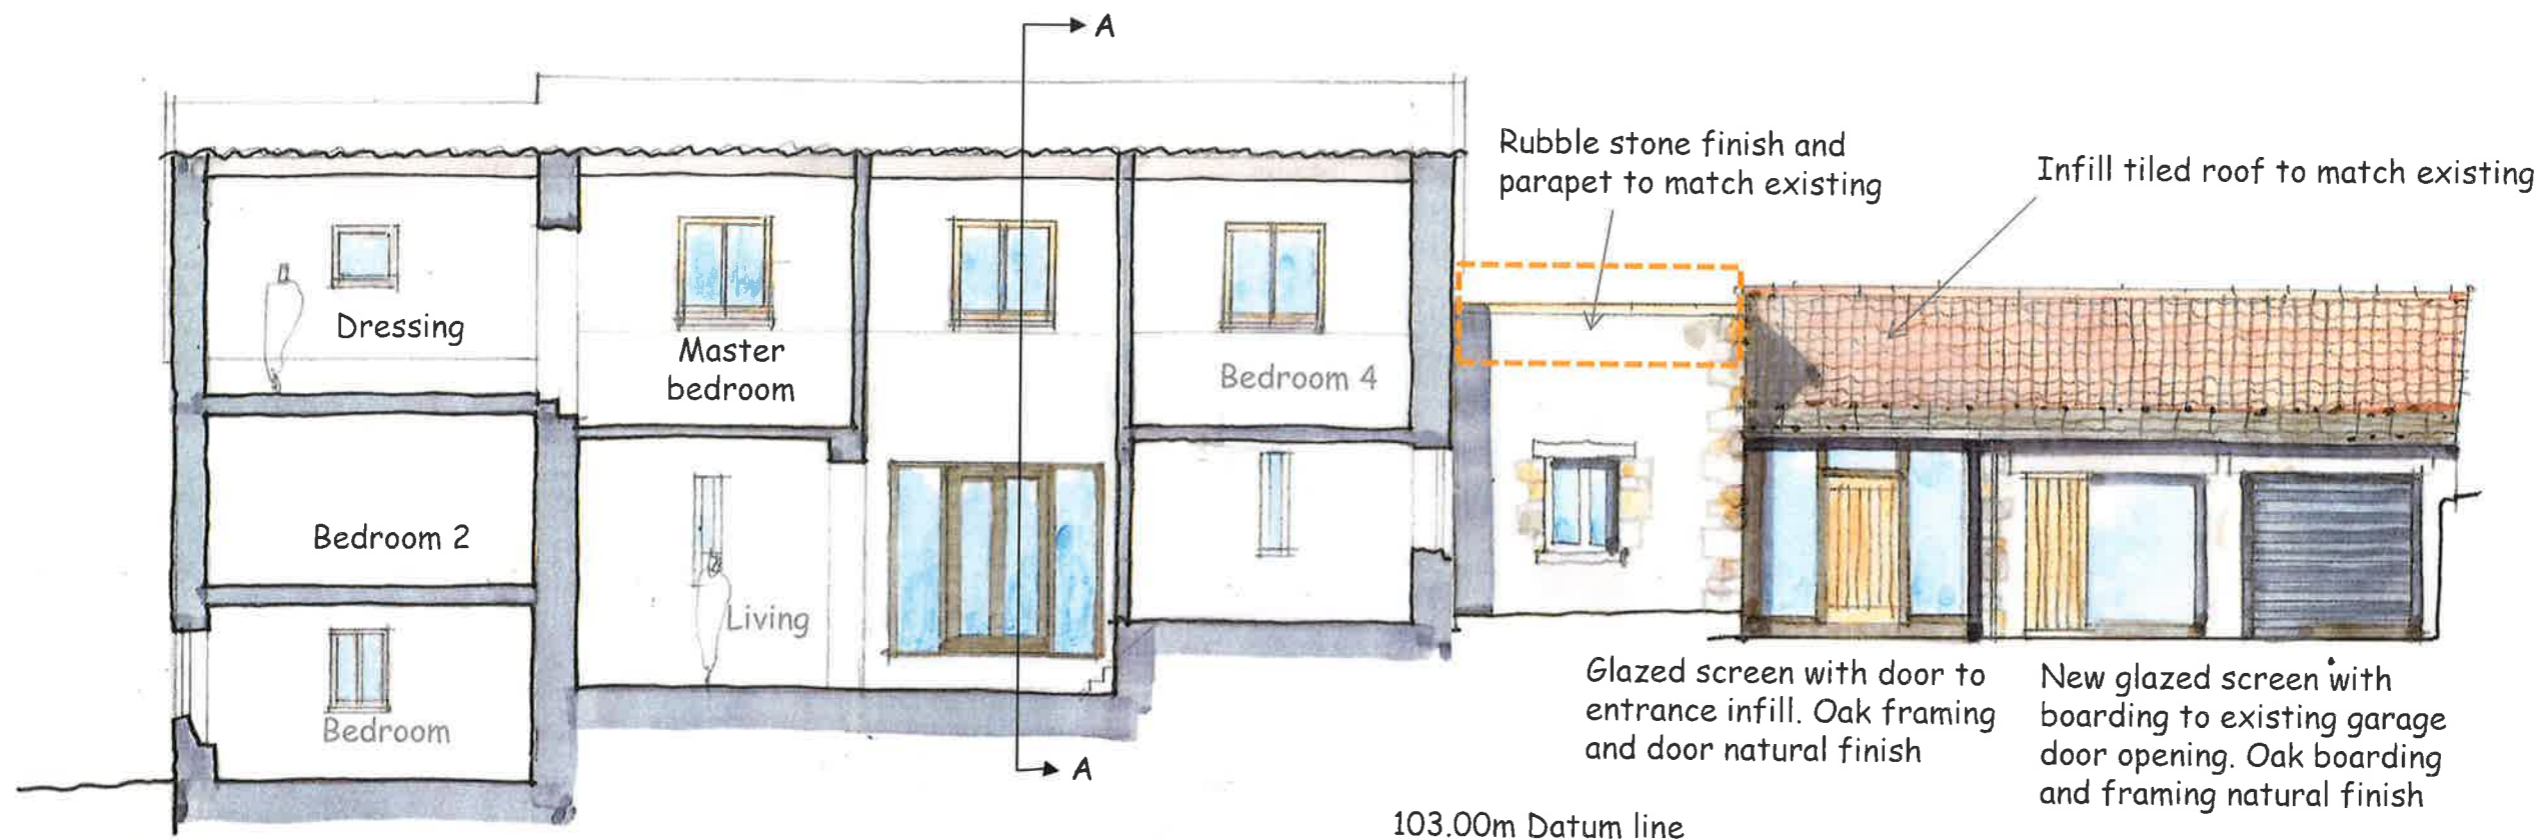 A
Rubble stone finish and
parapet to match existing
Infill tiled roof to match existing
Dressing
Master
bedroom
Bedroom 4
Bedroom 2
Living
Bedroom
A
Glazed screen with door to
entrance infill. Oak framing
and door natural finish
New glazed screen with
boarding to existing garage
door opening. Oak boarding
and framing natural finish
103.00m Datum line